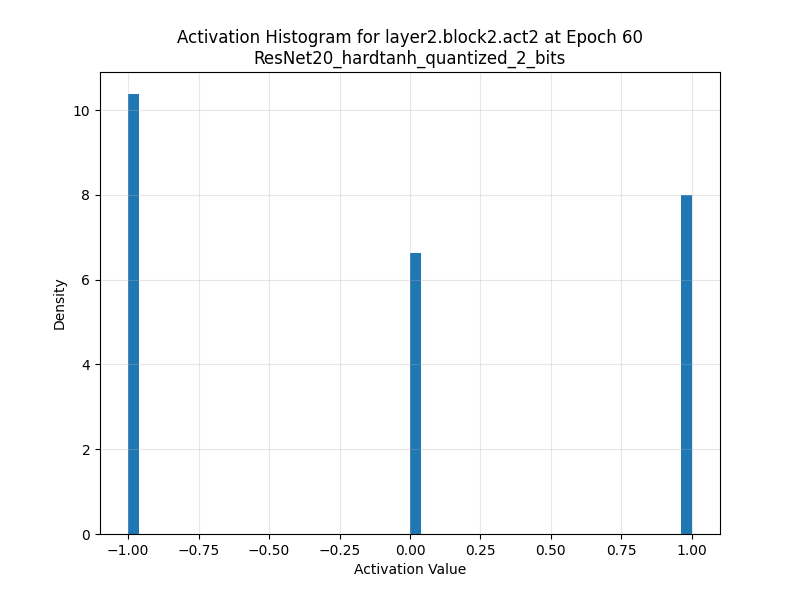 Activation Histogram for layer2.block2.act2 at Epoch 60
ResNet20_hardtanh_quantized_2_bits
Density
10
8
6
4
2
0
−1.00 −0.75 −0.50 −0.25 0.00 0.25 0.50 0.75 1.00
Activation Value